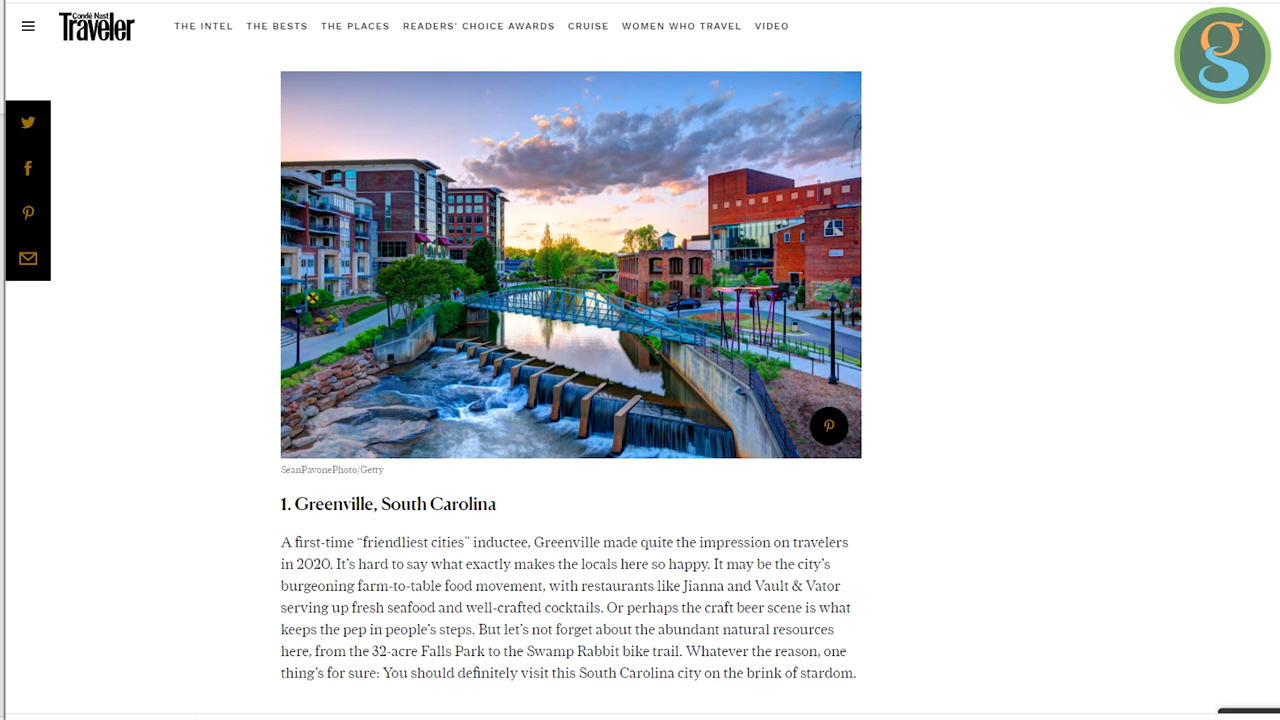 Condé Nast
Traveler
THE INTEL THE BESTS THE PLACES READERS' CHOICE AWARDS CRUISE WOMEN WHO TRAVEL VIDEO
gs
SeanPavonePhoto/Getty
1. Greenville, South Carolina
A first-time “friendliest cities” inductee, Greenville made quite the impression on travelers
in 2020. It’s hard to say what exactly makes the locals here so happy. It may be the city’s
burgeoning farm-to-table food movement, with restaurants like Jianna and Vault & Vator
serving up fresh seafood and well-crafted cocktails. Or perhaps the craft beer scene is what
keeps the pep in people’s steps. But let’s not forget about the abundant natural resources
here, from the 32-acre Falls Park to the Swamp Rabbit bike trail. Whatever the reason, one
thing’s for sure: You should definitely visit this South Carolina city on the brink of stardom.